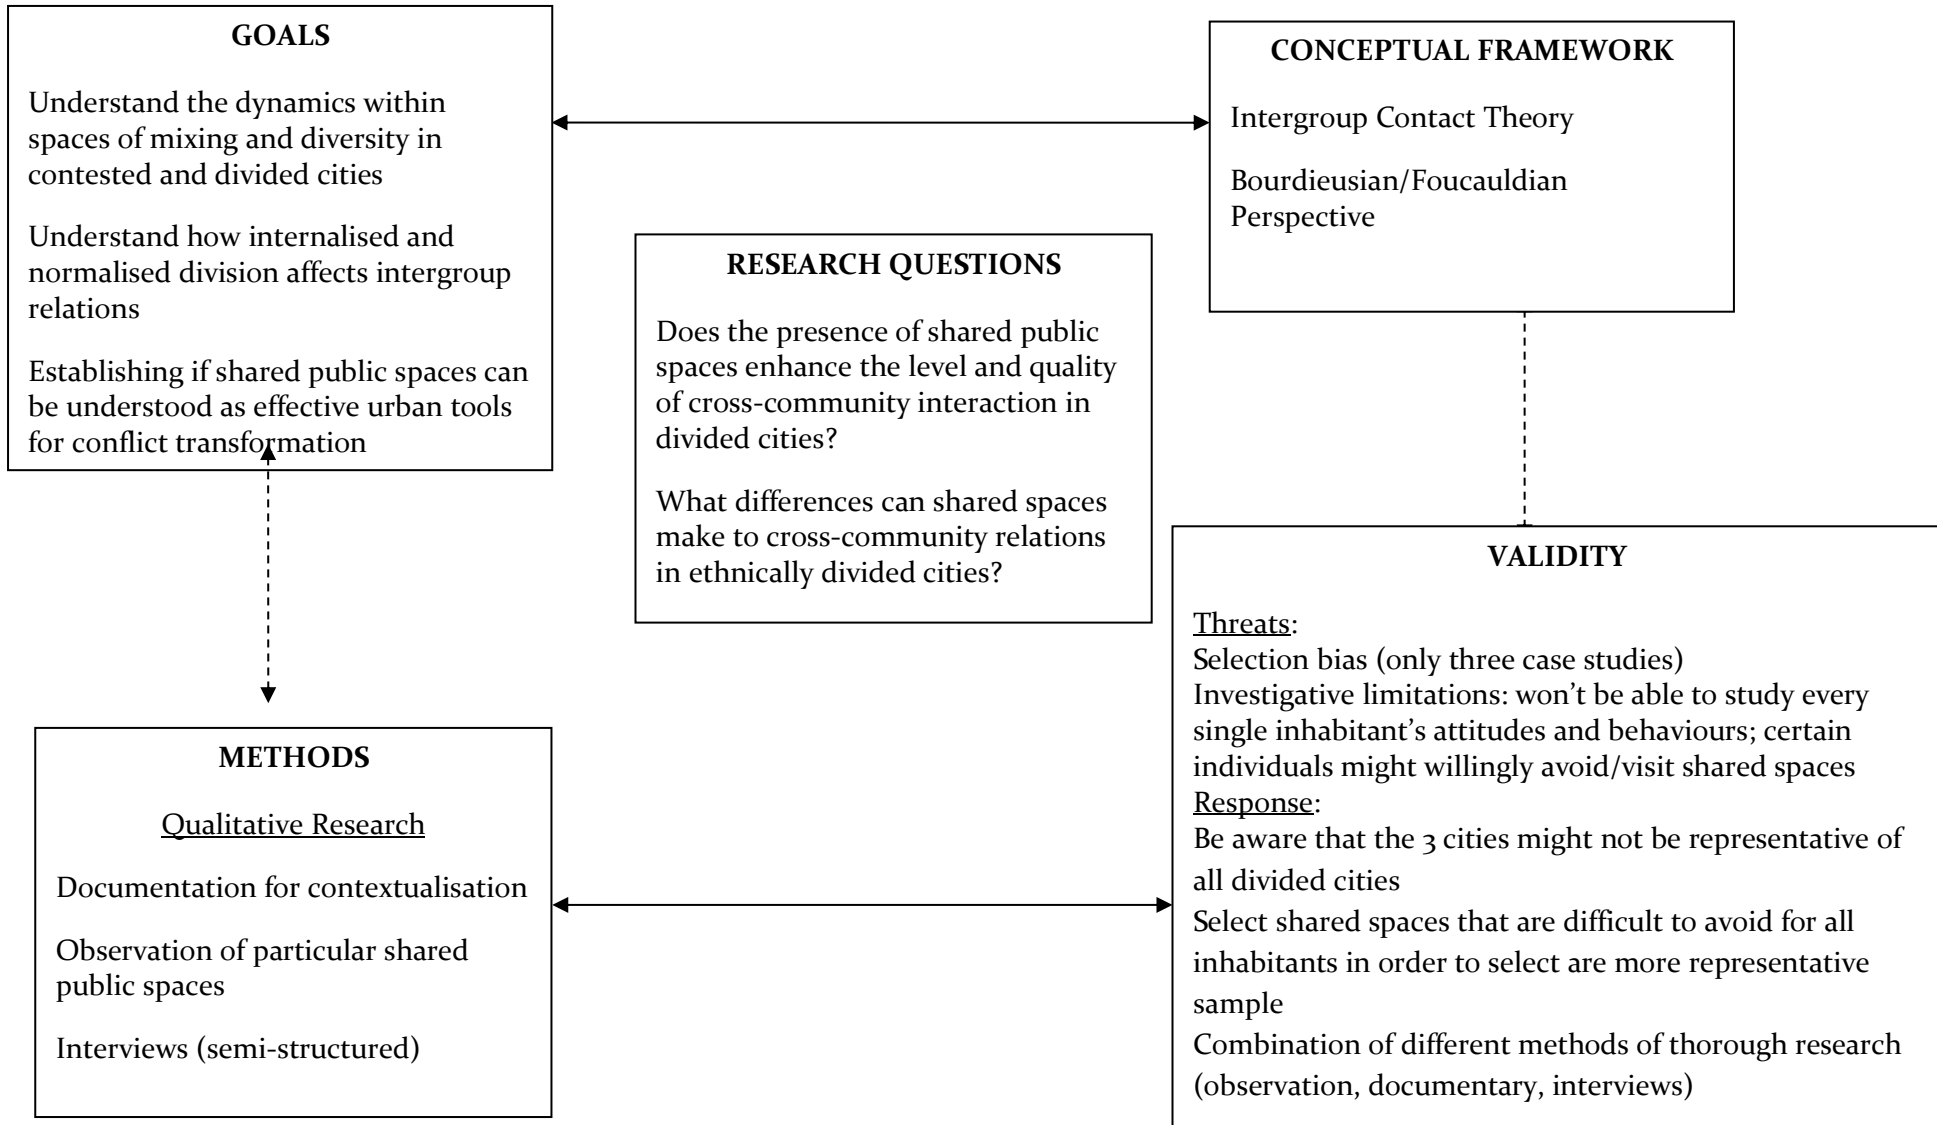 GOALS
Understand the dynamics within
spaces of mixing and diversity in
contested and divided cities
Understand how internalised and
normalised division affects intergroup
relations
Establishing if shared public spaces can
be understood as effective urban tools
for conflict transformation
CONCEPTUAL FRAMEWORK
Intergroup Contact Theory
Bourdieusian/Foucauldian
Perspective
RESEARCH QUESTIONS
Does the presence of shared public
spaces enhance the level and quality
of cross-community interaction in
divided cities?
What differences can shared spaces
make to cross-community relations
in ethnically divided cities?
METHODS
Qualitative Research
Documentation for contextualisation
Observation of particular shared
public spaces
Interviews (semi-structured)
VALIDITY
Threats:
Selection bias (only three case studies)
Investigative limitations: won’t be able to study every
single inhabitant’s attitudes and behaviours; certain
individuals might willingly avoid/visit shared spaces
Response:
Be aware that the 3 cities might not be representative of
all divided cities
Select shared spaces that are difficult to avoid for all
inhabitants in order to select are more representative
sample
Combination of different methods of thorough research
(observation, documentary, interviews)